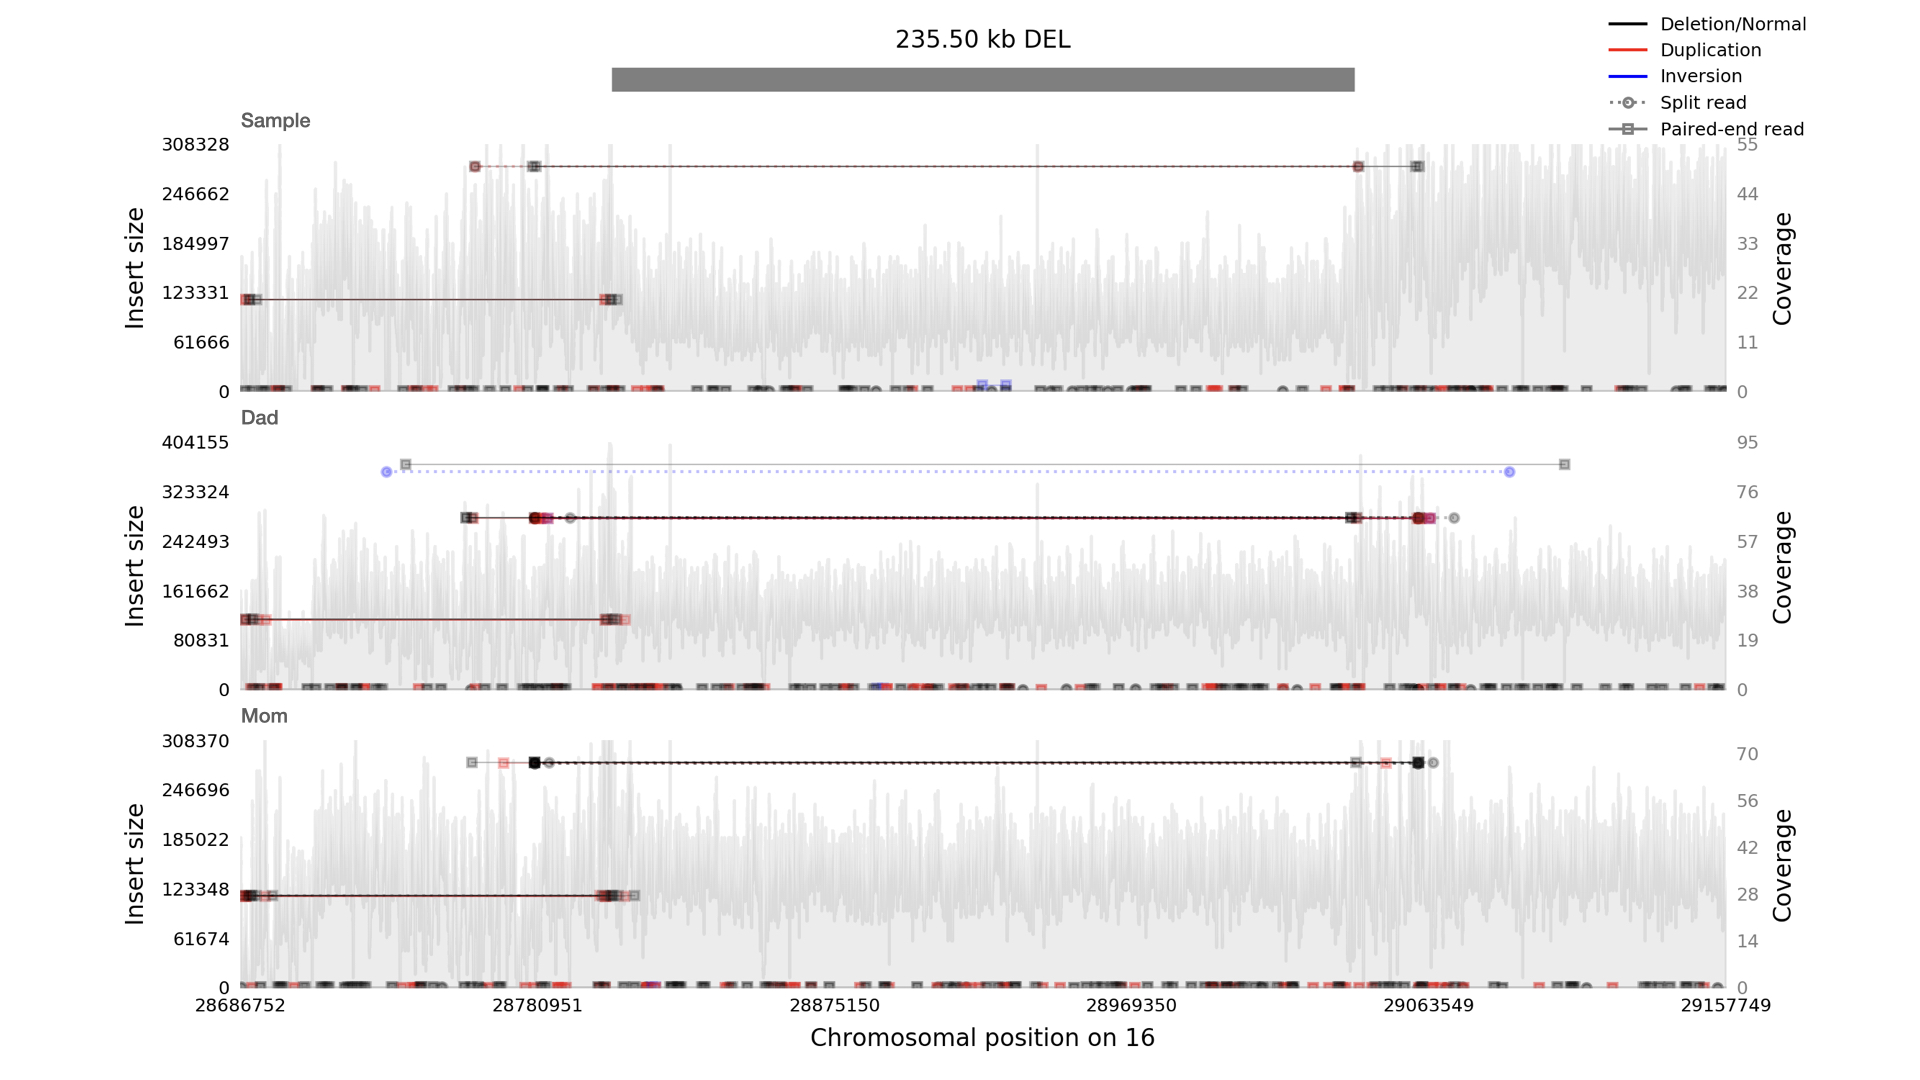 235.50 kb DEL
Deletion/Normal
Duplication
Inversion
Split read
Paired-end read
Sample
308328
246662
184997
123331
61666
0
Insert size
55
44
33
22
11
0
Coverage
Dad
404155
323324
242493
161662
80831
0
Insert size
95
76
57
38
19
0
Coverage
Mom
308370
246696
185022
123348
61674
0
Insert size
70
56
42
28
14
0
Coverage
28686752 28780951 28875150 28969350 29063549 29157749
Chromosomal position on 16